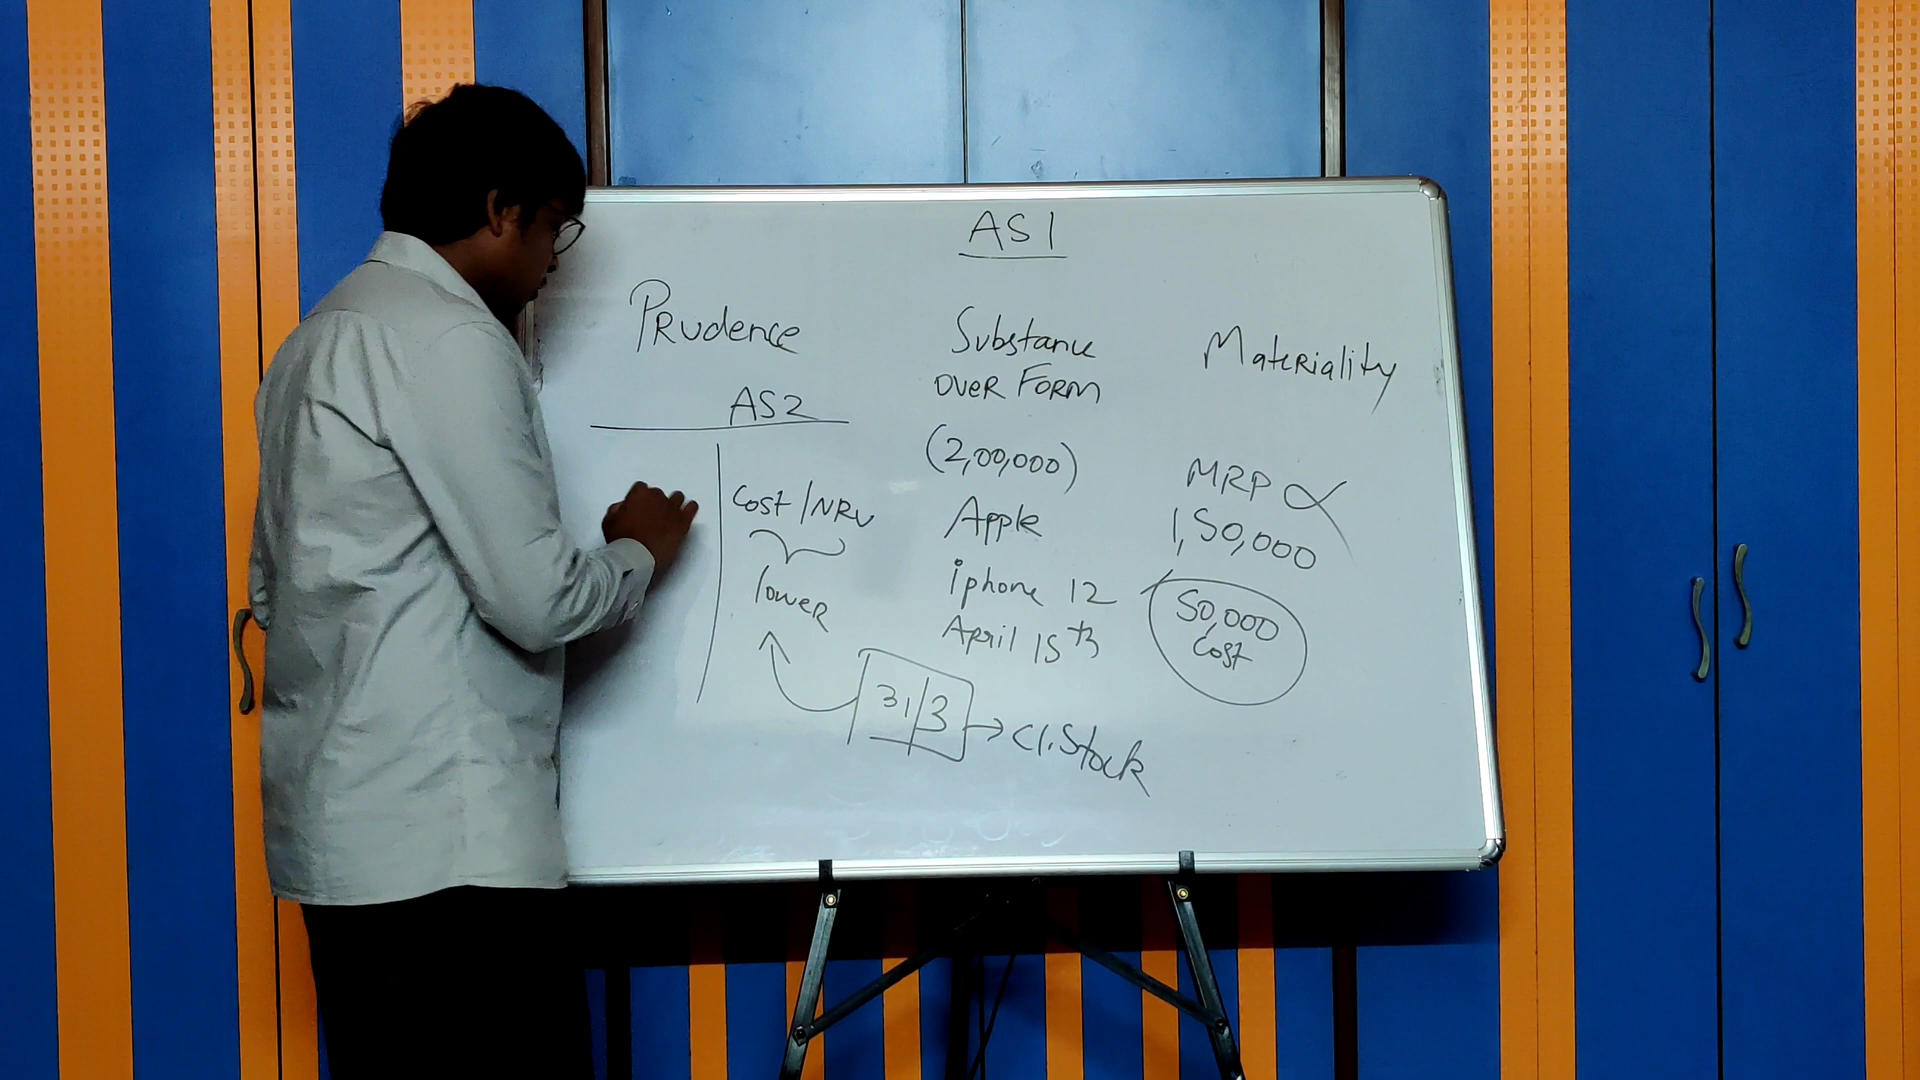 AS1
PRudence
AS2
Cost/NRV
lower
Substance
OVER FORM
(2,00,000)
Apple
iphone 12
April 15th
31/3
Cl.Stock
Materiality
MRP
1,50,000
50,000
Cost